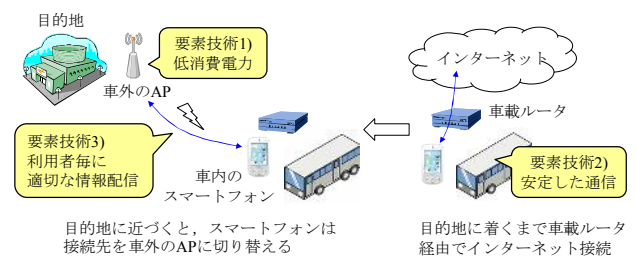 目的地
要素技術1)
低消費電力
車外のAP
要素技術3)
利用者毎に
適切な情報配信
車内の
スマートフォン
目的地に近づくと，スマートフォンは
接続先を車外のAPに切り替える
インターネット
車載ルータ
要素技術2)
安定した通信
目的地に着くまで車載ルータ
経由でインターネット接続